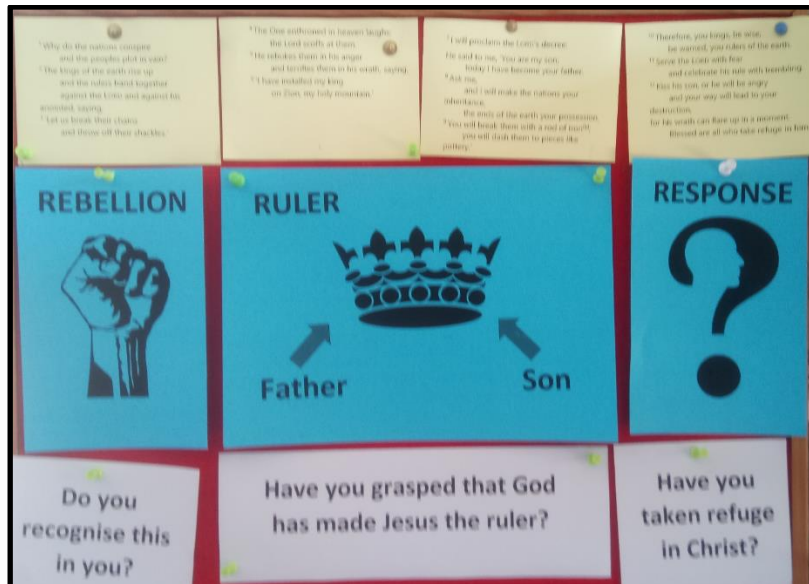 ¹ Why do the nations conspire
and the peoples plot in vain?
² The kings of the earth rise up
and the rulers band together
against the LORD and against his
anointed, saying,
³ 'Let us break their chains
and throw off their shackles.'
⁴ The One enthroned in heaven laughs;
the Lord scoffs at them.
⁵ He rebukes them in his anger
and terrifies them in his wrath, saying,
⁶ 'I have installed my king
on Zion, my holy mountain.'
⁷ I will proclaim the LORD's decree:
He said to me, 'You are my son;
today I have become your father.
⁸ Ask me,
and I will make the nations your
inheritance,
the ends of the earth your possession.
⁹ You will break them with a rod of iron
you will dash them to pieces like
pottery.'
¹⁰ Therefore, you kings, be wise;
be warned, you rulers of the earth.
¹¹ Serve the LORD with fear
and celebrate his rule with trembling.
¹² Kiss his son, or he will be angry
and your way will lead to your
destruction,
for his wrath can flare up in a moment.
Blessed are all who take refuge in him.
REBELLION
RULER
Father
Son
RESPONSE
Do you
recognise this
in you?
Have you grasped that God
has made Jesus the ruler?
Have you
taken refuge
in Christ?